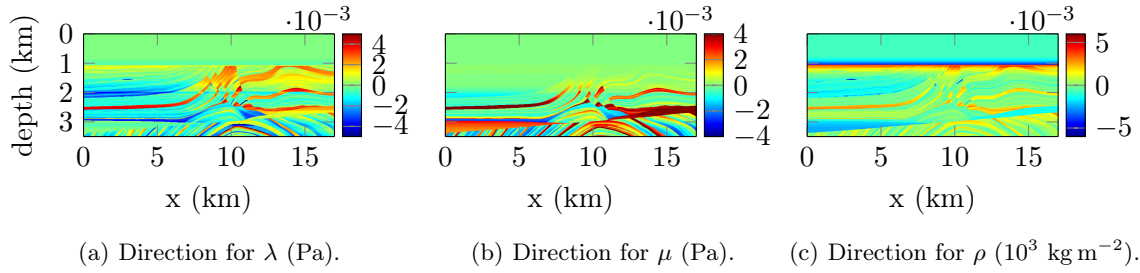 ·10⁻³ ·10⁻³ ·10⁻³
0 1 2 3
depth (km)
0 5 10 15
x (km)
4 2 0 −2 −4
0 5 10 15
x (km)
4 2 0 −2 −4
0 5 10 15
x (km)
5 0 −5
(a) Direction for λ (Pa). (b) Direction for μ (Pa). (c) Direction for ρ (10³ kg m⁻²).